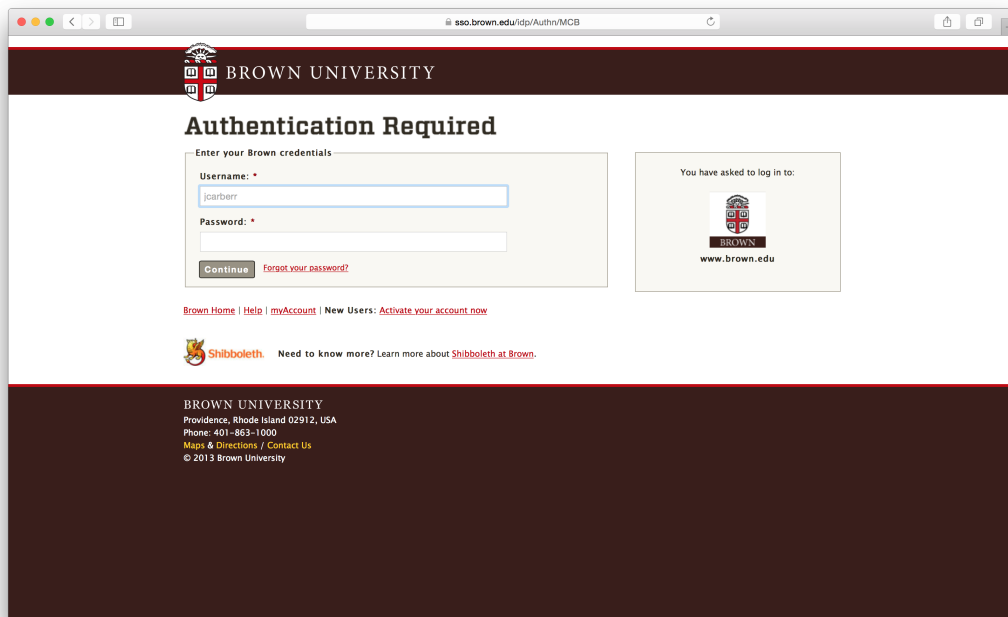 sso.brown.edu/idp/Authn/MCB
BROWN UNIVERSITY
Authentication Required
Enter your Brown credentials
Username: *
jcarberr
Password: *
Continue Forgot your password?
You have asked to log in to:
BROWN
www.brown.edu
Brown Home | Help | myAccount | New Users: Activate your account now
Shibboleth. Need to know more? Learn more about Shibboleth at Brown.
BROWN UNIVERSITY
Providence, Rhode Island 02912, USA
Phone: 401-863-1000
Maps & Directions / Contact Us
© 2013 Brown University